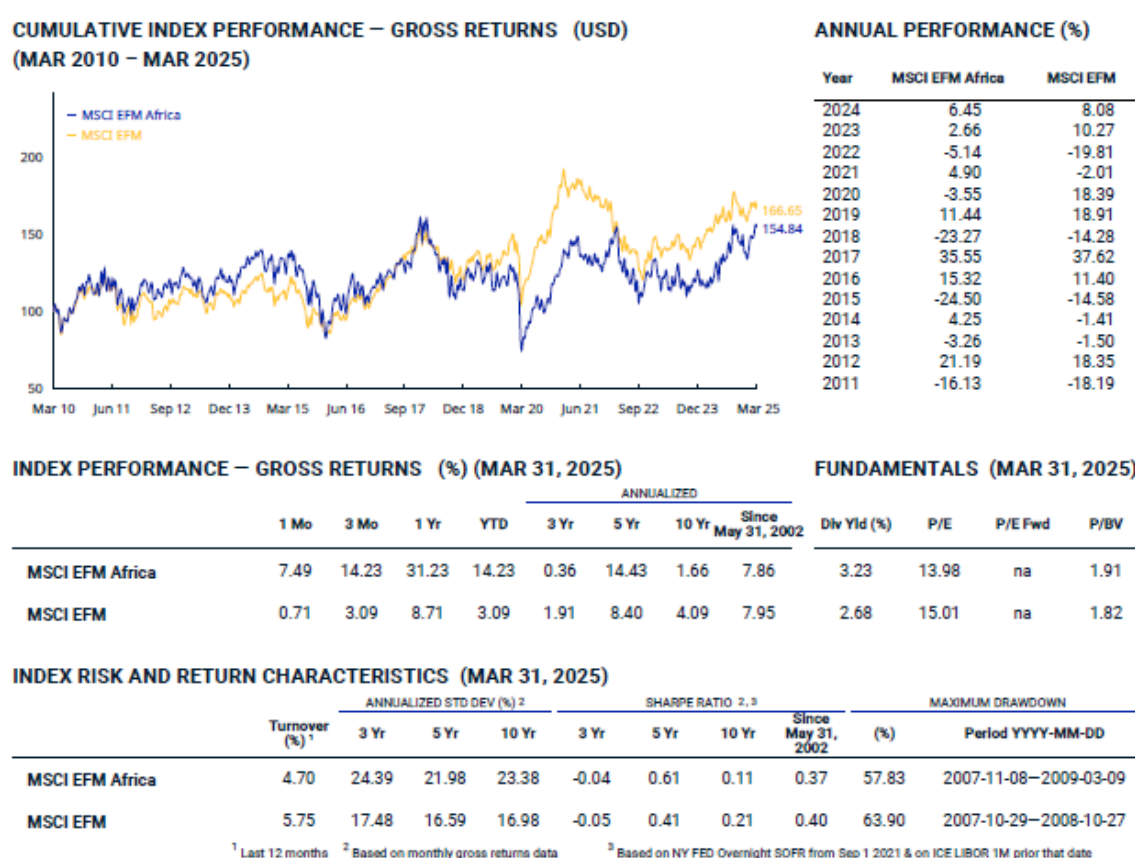 CUMULATIVE INDEX PERFORMANCE — GROSS RETURNS (USD)
(MAR 2010 – MAR 2025)
MSCI EFM Africa
MSCI EFM
200
150
100
50
166.65
154.84
Mar 10 Jun 11 Sep 12 Dec 13 Mar 15 Jun 16 Sep 17 Dec 18 Mar 20 Jun 21 Sep 22 Dec 23 Mar 25
ANNUAL PERFORMANCE (%)
Year MSCI EFM Africa MSCI EFM
2024 6.45 8.08
2023 2.66 10.27
2022 -5.14 -19.81
2021 4.90 -2.01
2020 -3.55 18.39
2019 11.44 18.91
2018 -23.27 -14.28
2017 35.55 37.62
2016 15.32 11.40
2015 -24.50 -14.58
2014 4.25 -1.41
2013 -3.26 -1.50
2012 21.19 18.35
2011 -16.13 -18.19
INDEX PERFORMANCE — GROSS RETURNS (%) (MAR 31, 2025)
ANNUALIZED
1 Mo 3 Mo 1 Yr YTD 3 Yr 5 Yr 10 Yr Since May 31, 2002
MSCI EFM Africa 7.49 14.23 31.23 14.23 0.36 14.43 1.66 7.86
MSCI EFM 0.71 3.09 8.71 3.09 1.91 8.40 4.09 7.95
FUNDAMENTALS (MAR 31, 2025)
Div Yld (%) P/E P/E Fwd P/BV
3.23 13.98 na 1.91
2.68 15.01 na 1.82
INDEX RISK AND RETURN CHARACTERISTICS (MAR 31, 2025)
ANNUALIZED STD DEV (%) 2 SHARPE RATIO 2, 3 MAXIMUM DRAWDOWN
Turnover (%) 1 3 Yr 5 Yr 10 Yr 3 Yr 5 Yr 10 Yr Since May 31, 2002 (%) Period YYYY-MM-DD
MSCI EFM Africa 4.70 24.39 21.98 23.38 -0.04 0.61 0.11 0.37 57.83 2007-11-08—2009-03-09
MSCI EFM 5.75 17.48 16.59 16.98 -0.05 0.41 0.21 0.40 63.90 2007-10-29—2008-10-27
1 Last 12 months 2 Based on monthly gross returns data 3 Based on NY FED Overnight SOFR from Sep 1 2021 & on ICE LIBOR 1M prior that date